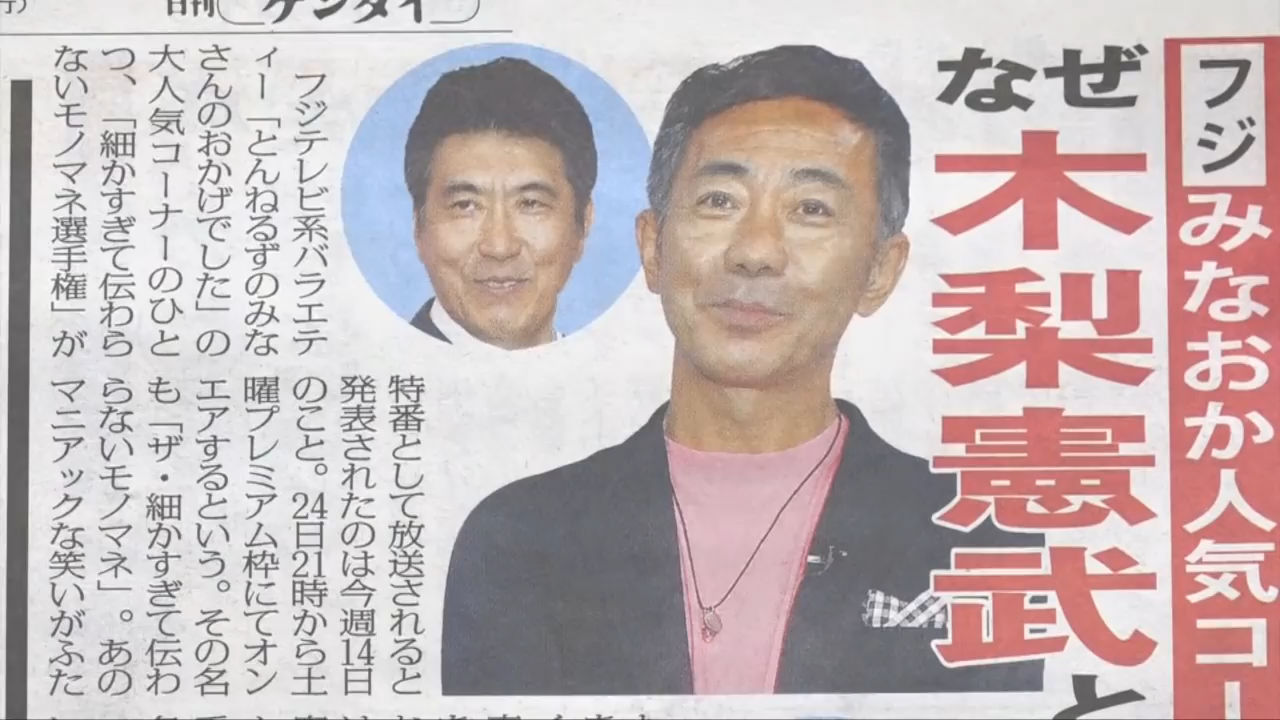 日刊ゲンダイ
フジみなおか人気コー
なぜ木梨憲武と
フジテレビ系バラエテ
ィー「とんねるずのみな
さんのおかげでした」の
大人気コーナーのひと
つ、「細かすぎて伝わら
ないモノマネ選手権」が
特番として放送されると
発表されたのは今週14日
のこと。24日21時から土
曜プレミアム枠にてオン
エアするという。その名
も「ザ・細かすぎて伝わ
らないモノマネ」。あの
マニアックな笑いがふた